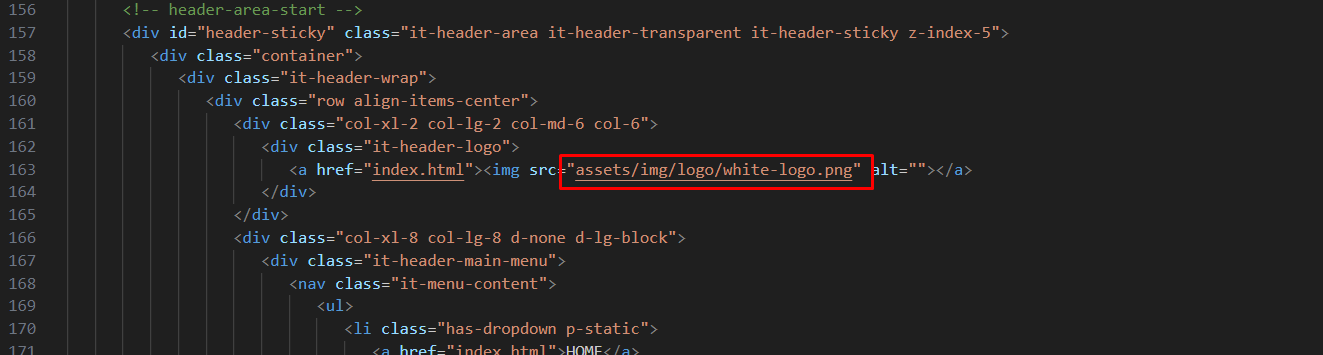 156 <!-- header-area-start -->
157 <div id="header-sticky" class="it-header-area it-header-transparent it-header-sticky z-index-5">
158 <div class="container">
159 <div class="it-header-wrap">
160 <div class="row align-items-center">
161 <div class="col-xl-2 col-lg-2 col-md-6 col-6">
162 <div class="it-header-logo">
163 <a href="index.html"><img src="assets/img/logo/white-logo.png" alt=""></a>
164 </div>
165 </div>
166 <div class="col-xl-8 col-lg-8 d-none d-lg-block">
167 <div class="it-header-main-menu">
168 <nav class="it-menu-content">
169 <ul>
170 <li class="has-dropdown p-static">
171 <a href="index.html">HOME</a>